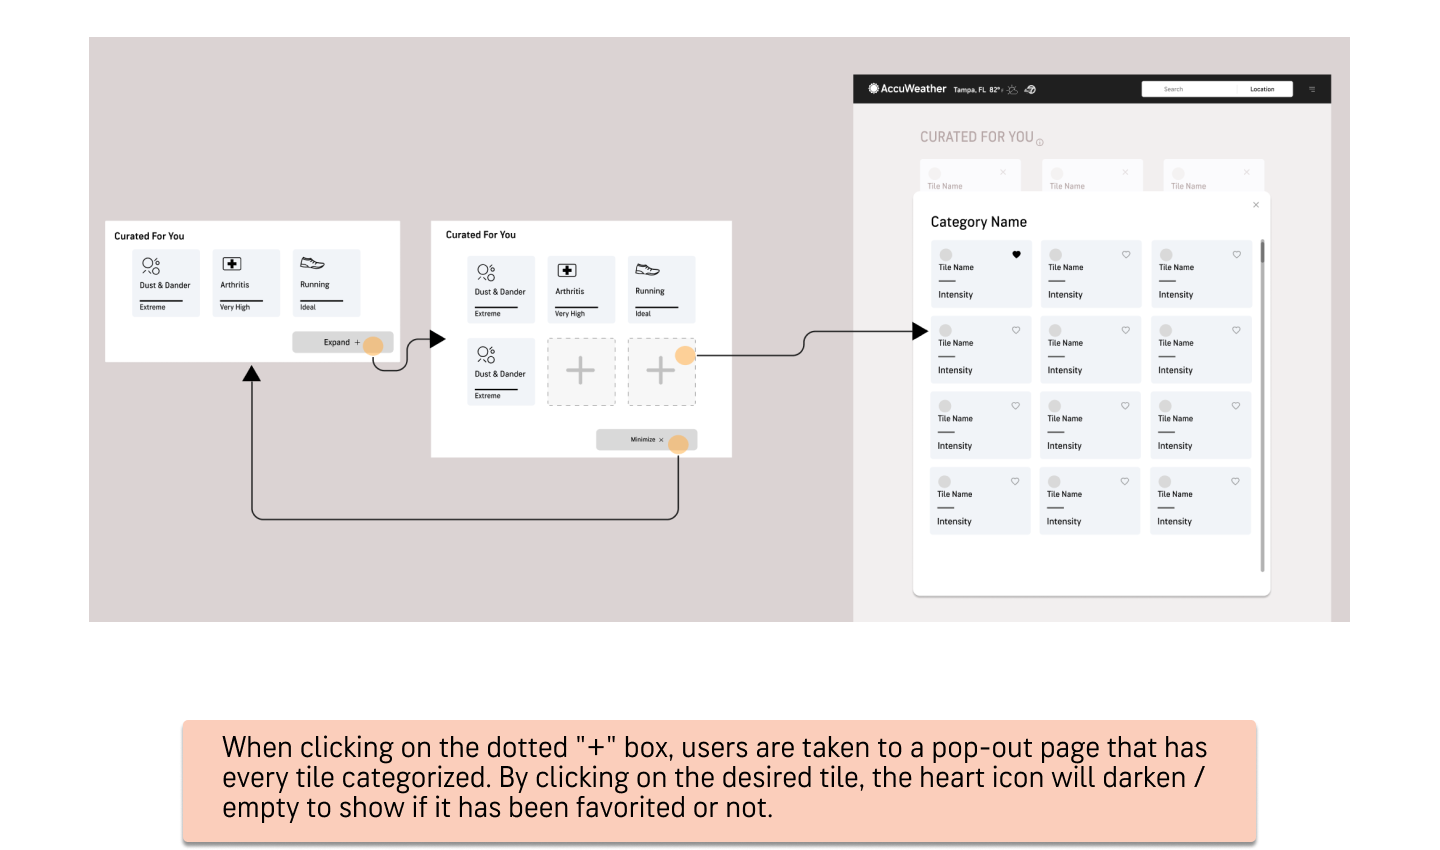 AccuWeather Tampa, FL 82° F Search Location
CURATED FOR YOU
Tile Name Tile Name Tile Name
Curated For You
Dust & Dander Arthritis Running
Extreme Very High Ideal
Expand +
Curated For You
Dust & Dander Arthritis Running
Extreme Very High Ideal
Dust & Dander + +
Extreme
Minimize ×
Category Name
Tile Name Tile Name Tile Name
Intensity Intensity Intensity
Tile Name Tile Name Tile Name
Intensity Intensity Intensity
Tile Name Tile Name Tile Name
Intensity Intensity Intensity
Tile Name Tile Name Tile Name
Intensity Intensity Intensity
When clicking on the dotted "+" box, users are taken to a pop-out page that has
every tile categorized. By clicking on the desired tile, the heart icon will darken /
empty to show if it has been favorited or not.